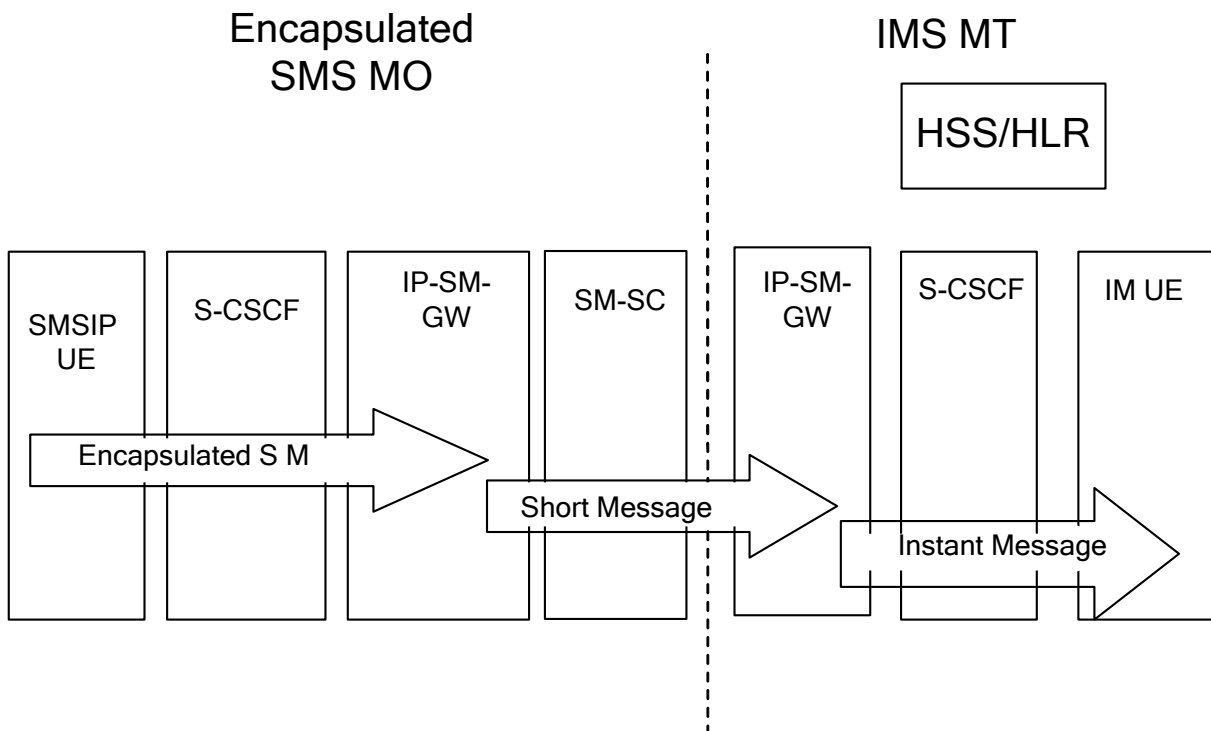 Encapsulated
SMS MO
IMS MT
HSS/HLR
SMSIP
UE
S-CSCF
IP-SM-
GW
SM-SC
IP-SM-
GW
S-CSCF
IM UE
Encapsulated S M
Short Message
Instant Message